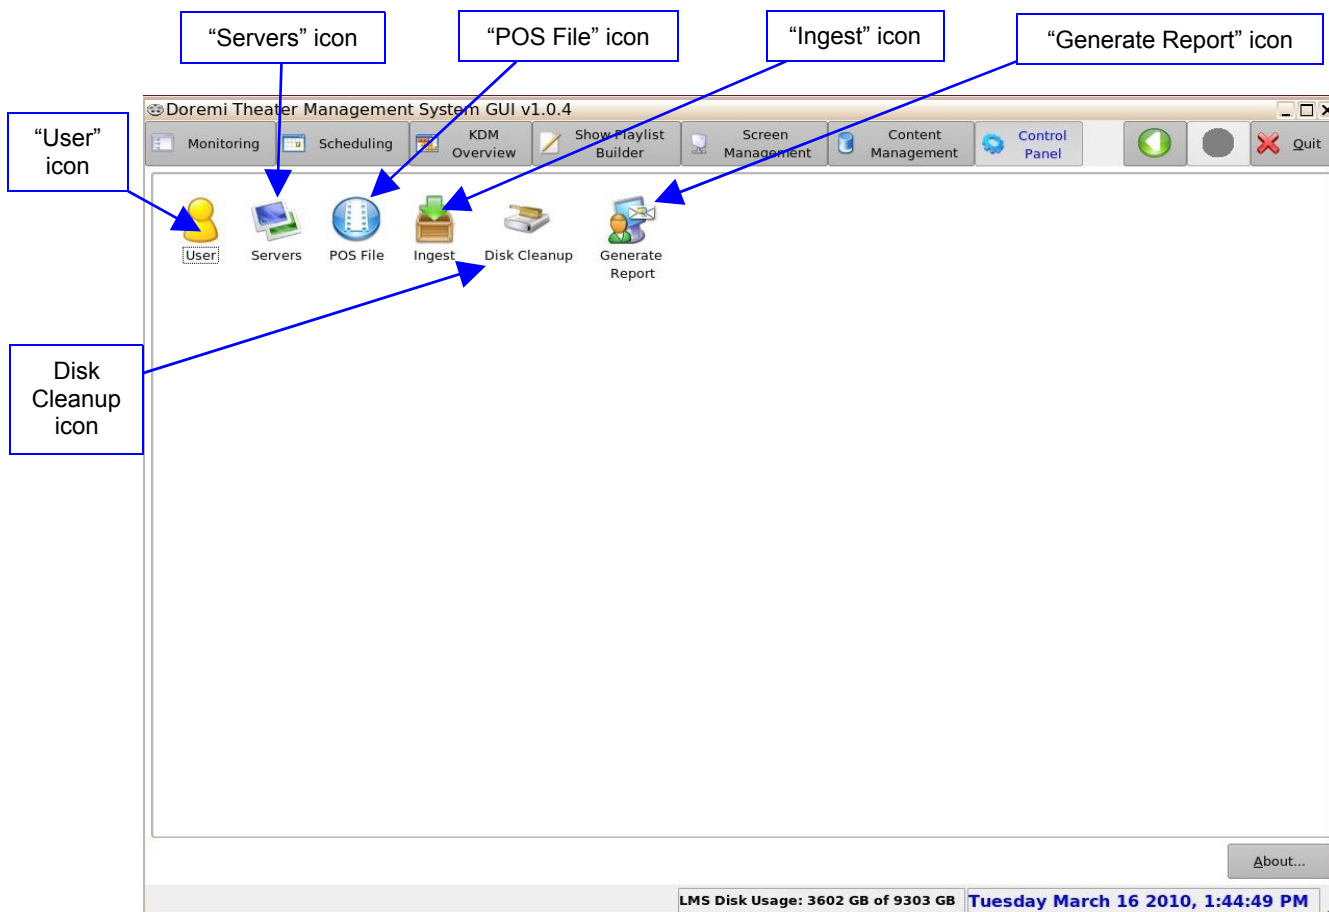 “Servers” icon
“POS File” icon
“Ingest” icon
“Generate Report” icon
“User”
icon
Doremi Theater Management System GUI v1.0.4
Monitoring
Scheduling
KDM
Overview
Show Playlist
Builder
Screen
Management
Content
Management
Control
Panel
Quit
User
Servers
POS File
Ingest
Disk Cleanup
Generate
Report
Disk
Cleanup
icon
About...
LMS Disk Usage: 3602 GB of 9303 GB
Tuesday March 16 2010, 1:44:49 PM